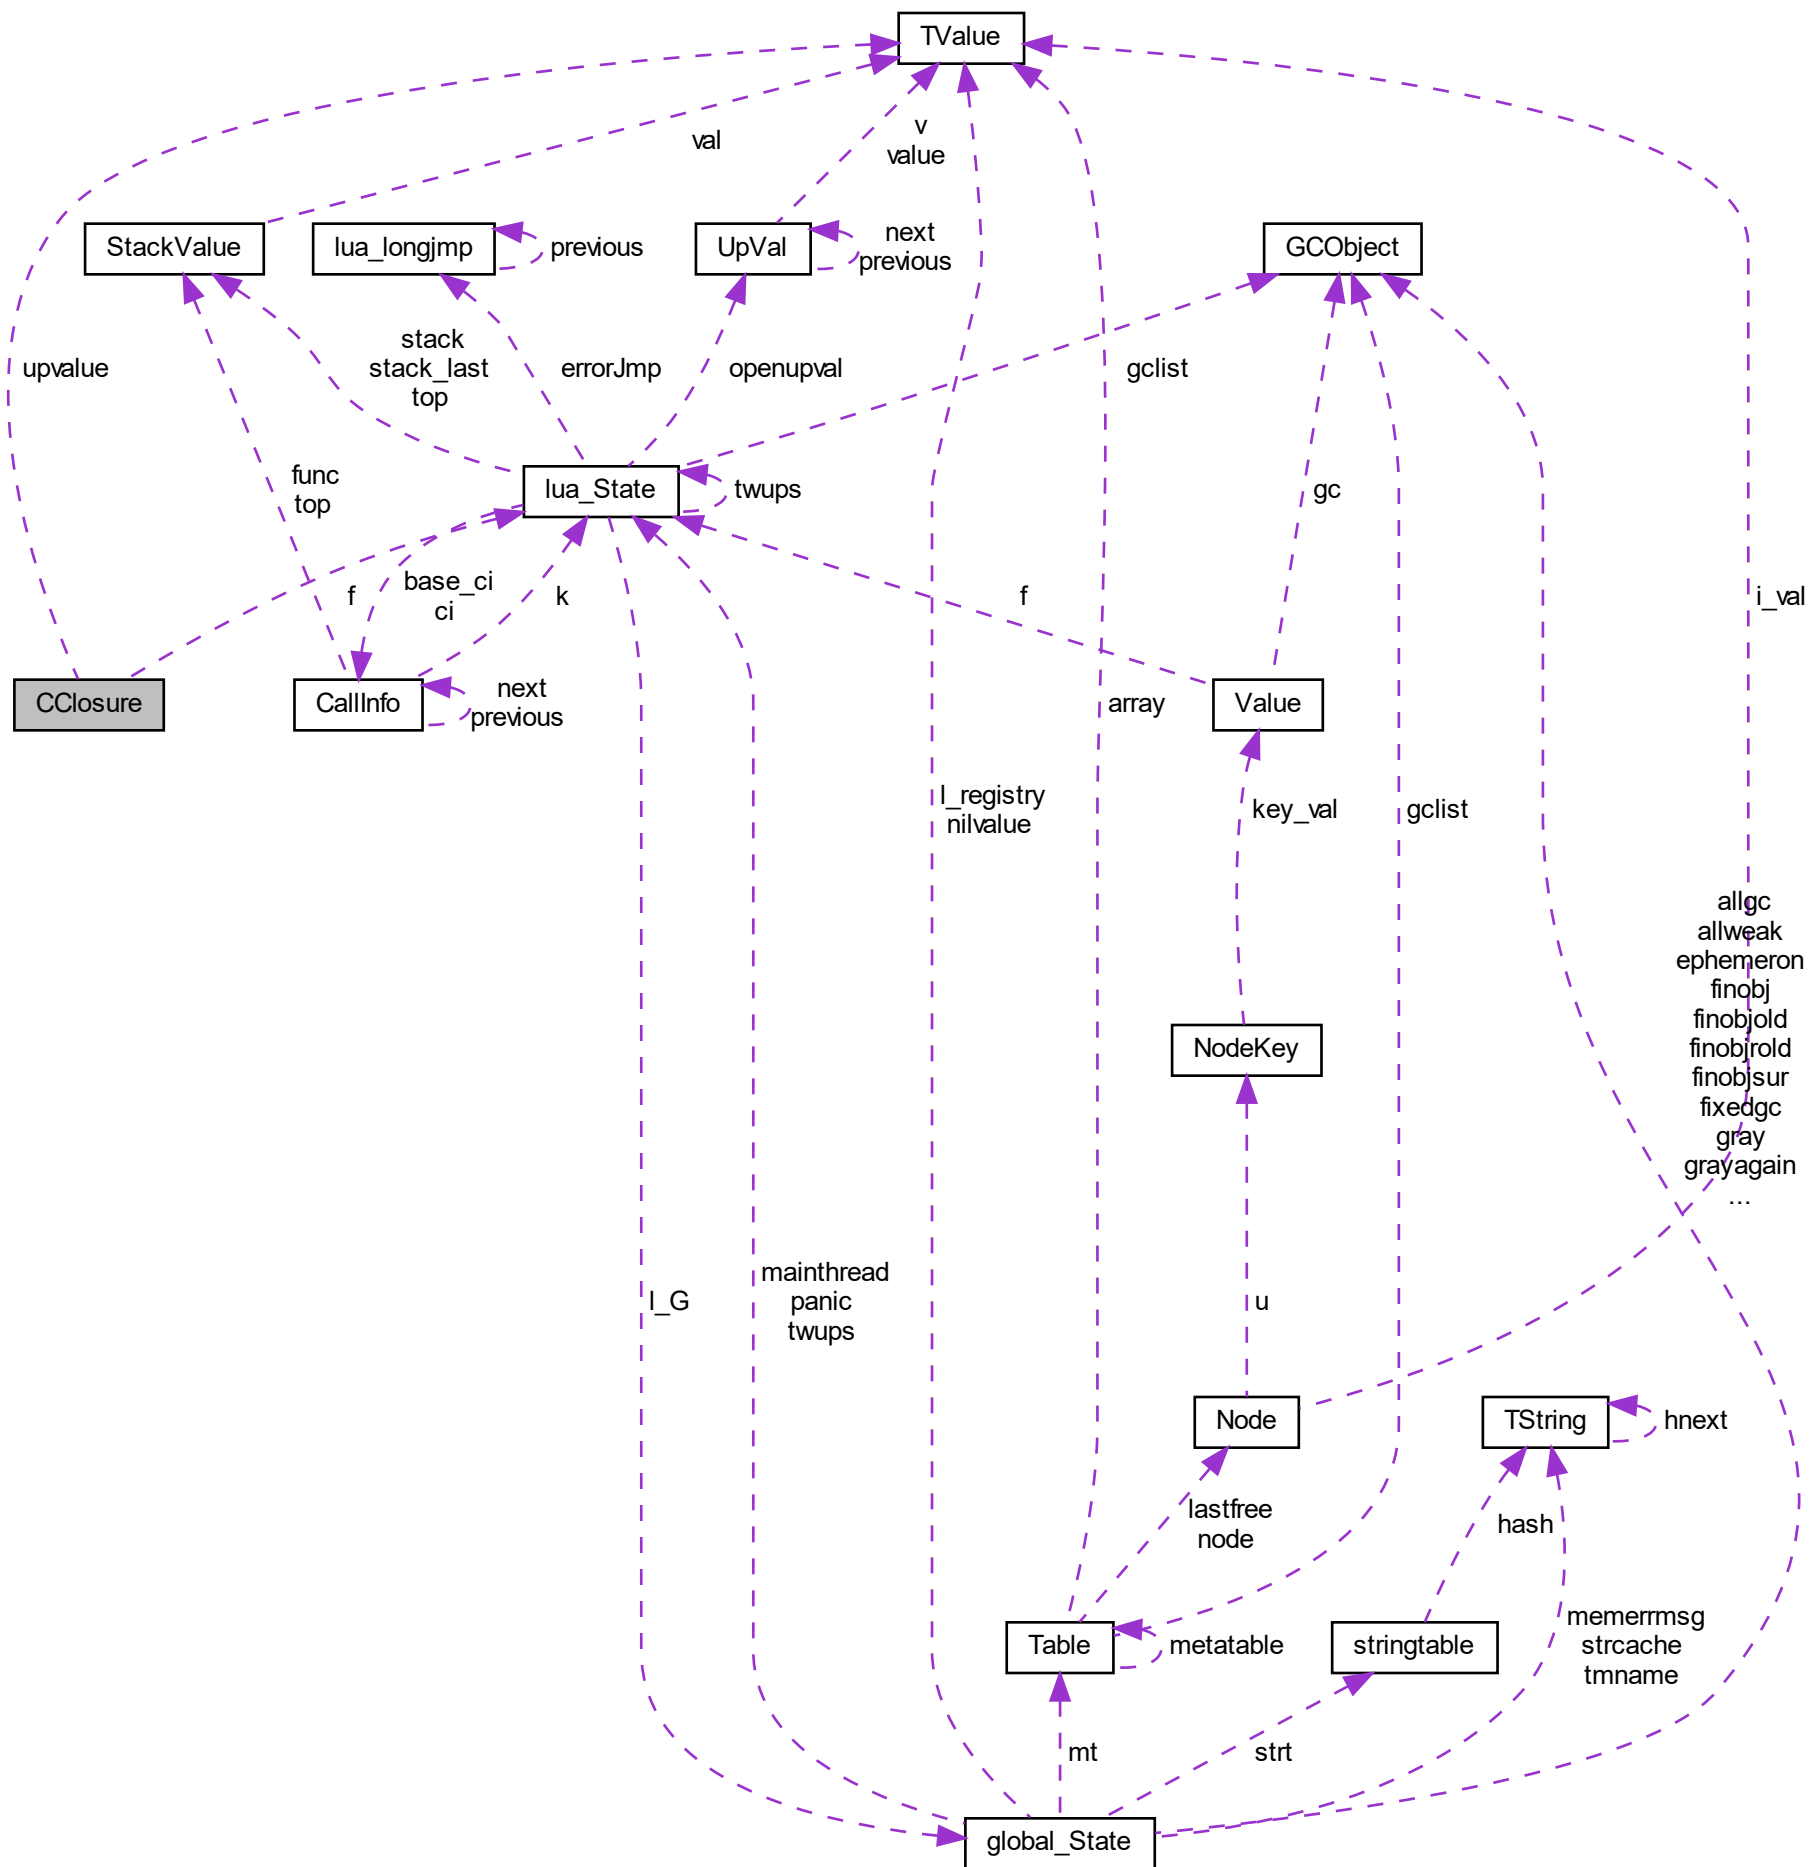 TValue
val
v
value
StackValue
lua_longjmp
previous
UpVal
next
previous
GCObject
upvalue
stack
stack_last
top
errorJmp
openupval
gclist
func
top
lua_State
twups
gc
f
base_ci
ci
k
f
i_val
CClosure
CallInfo
next
previous
array
Value
l_registry
nilvalue
key_val
gclist
allgc
allweak
ephemeron
finobj
finobjold
finobjrold
finobjsur
fixedgc
gray
grayagain
...
NodeKey
l_G
mainthread
panic
twups
u
Node
TString
hnext
lastfree
node
hash
Table
metatable
stringtable
memerrmsg
strcache
tmname
mt
strt
global_State